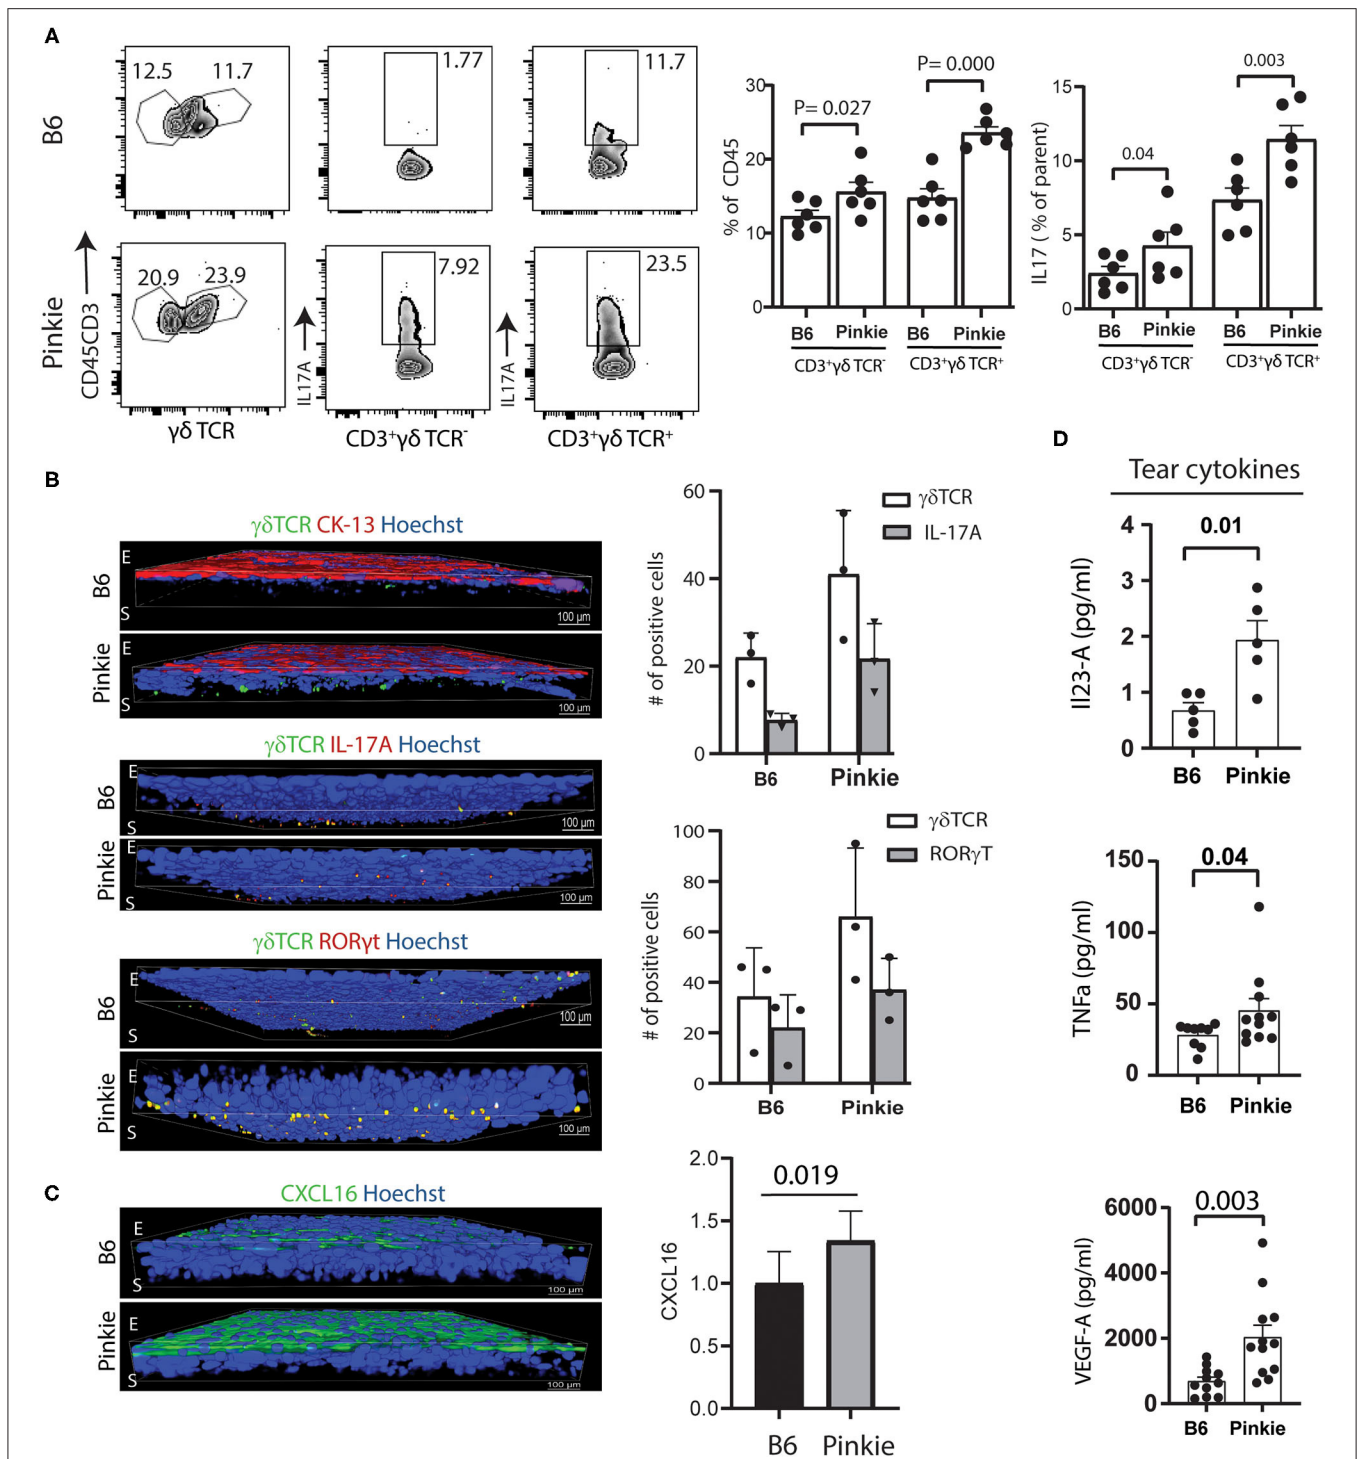 A
B6
12.5 11.7
1.77
11.7
Pinkie
CD45CD3
20.9 23.9
IL17A
7.92
IL17A
23.5
γδ TCR
CD3+γδ TCR-
CD3+γδ TCR+
% of CD45
30
20
10
0
P= 0.027
P= 0.000
B6 Pinkie B6 Pinkie
CD3+γδ TCR- CD3+γδ TCR+
IL17 ( % of parent)
15
10
5
0
0.04
0.003
B6 Pinkie B6 Pinkie
CD3+γδ TCR- CD3+γδ TCR+
B
γδTCR CK-13 Hoechst
B6
E
S
100 µm
Pinkie
E
S
100 µm
γδTCR IL-17A Hoechst
B6
E
S
100 µm
Pinkie
E
S
100 µm
γδTCR RORγt Hoechst
B6
E
S
100 µm
Pinkie
E
S
100 µm
# of positive cells
60
40
20
0
γδTCR
IL-17A
B6 Pinkie
# of positive cells
100
80
60
40
20
0
γδTCR
RORγT
B6 Pinkie
C
CXCL16 Hoechst
B6
E
S
100 µm
Pinkie
E
S
100 µm
CXCL16
2.0
1.5
1.0
0.5
0.0
0.019
B6 Pinkie
D
Tear cytokines
Il23-A (pg/ml)
4
3
2
1
0
0.01
B6 Pinkie
TNFa (pg/ml)
150
100
50
0
0.04
B6 Pinkie
VEGF-A (pg/ml)
6000
4000
2000
0
0.003
B6 Pinkie